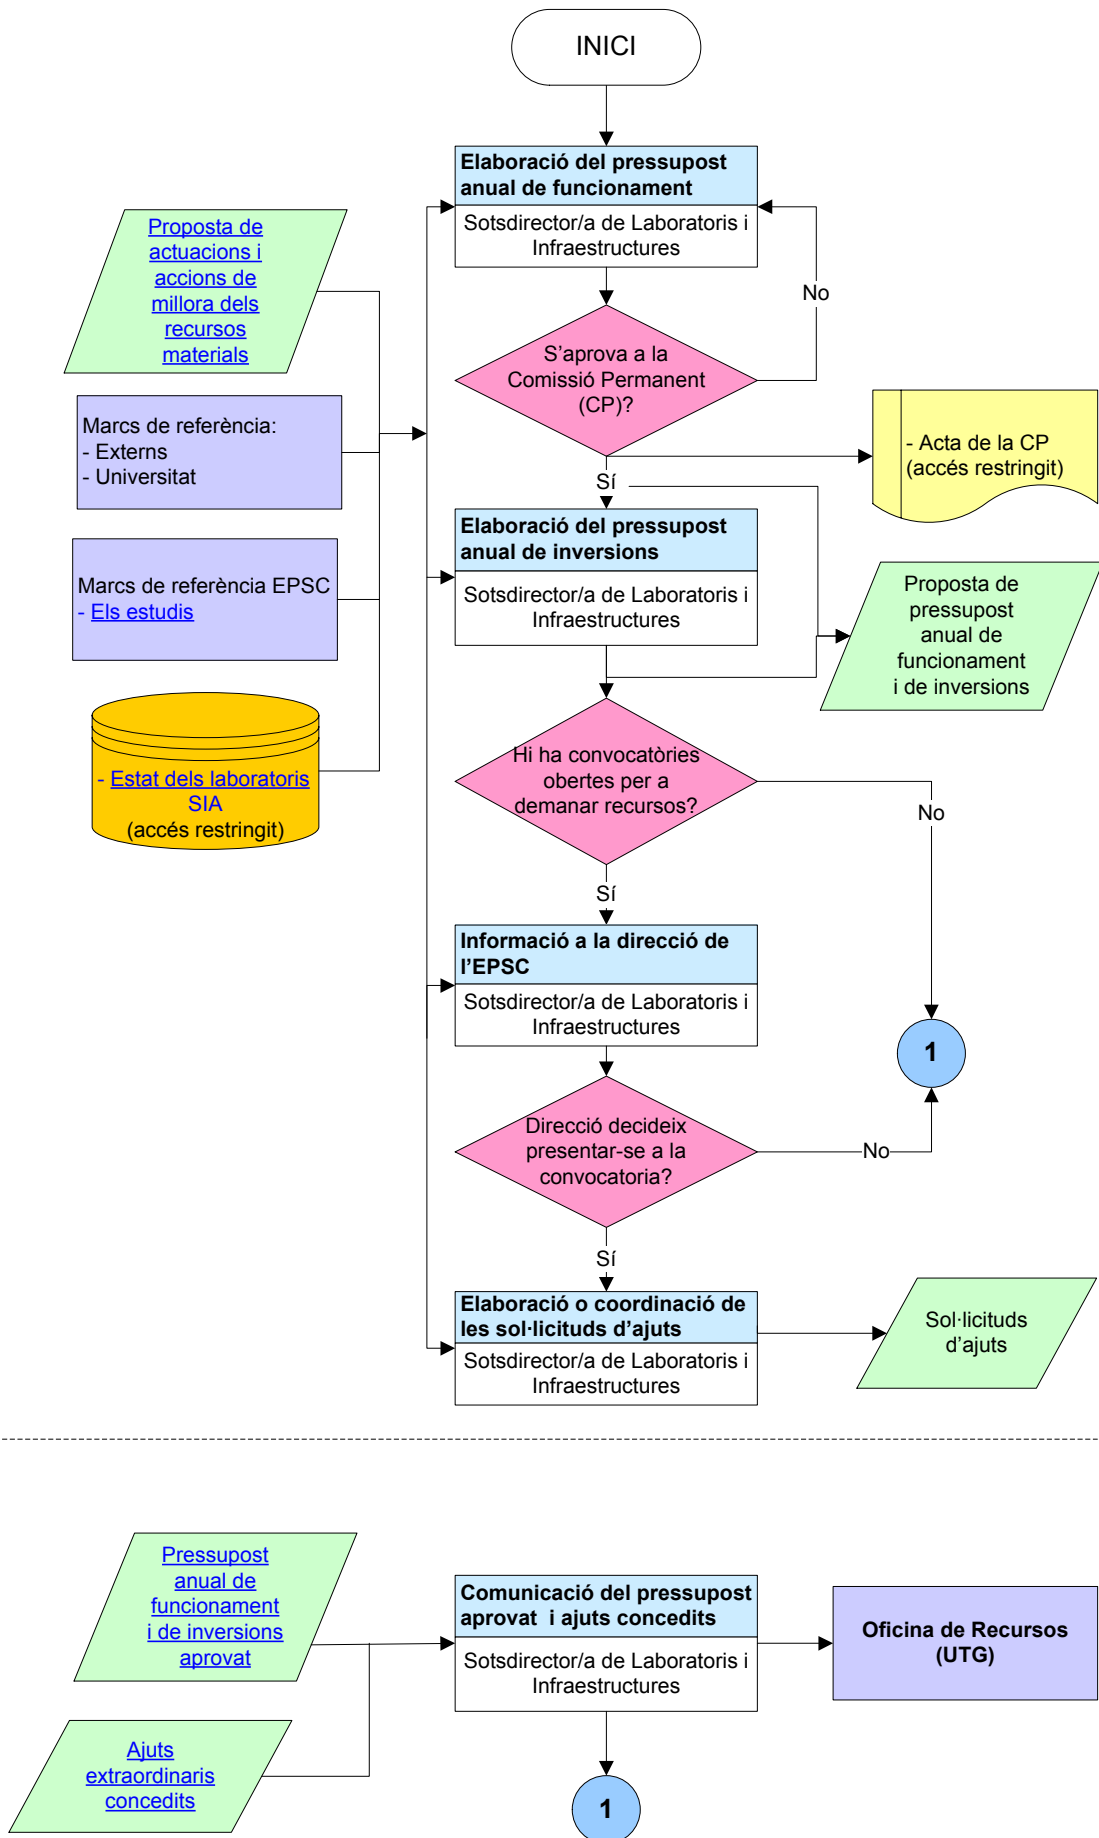 INICI
Elaboració del pressupost
anual de funcionament
Sotsdirector/a de Laboratoris i
Infraestructures
Proposta de
actuacions i
accions de
millora dels
recursos
materials
No
S’aprova a la
Comissió Permanent
(CP)?
Marcs de referència:
- Externs
- Universitat
- Acta de la CP
(accés restringit)
Sí
Elaboració del pressupost
anual de inversions
Sotsdirector/a de Laboratoris i
Infraestructures
Marcs de referència EPSC
- Els estudis
Proposta de
pressupost
anual de
funcionament
i de inversions
- Estat dels laboratoris
SIA
(accés restringit)
Hi ha convocatòries
obertes per a
demanar recursos?
No
Sí
Informació a la direcció de
l’EPSC
Sotsdirector/a de Laboratoris i
Infraestructures
1
Direcció decideix
presentar-se a la
convocatoria?
No
Sí
Elaboració o coordinació de
les sol·licituds d’ajuts
Sotsdirector/a de Laboratoris i
Infraestructures
Sol·licituds
d’ajuts
Pressupost
anual de
funcionament
i de inversions
aprovat
Comunicació del pressupost
aprovat  i ajuts concedits
Sotsdirector/a de Laboratoris i
Infraestructures
Oficina de Recursos
(UTG)
Ajuts
extraordinaris
concedits
1